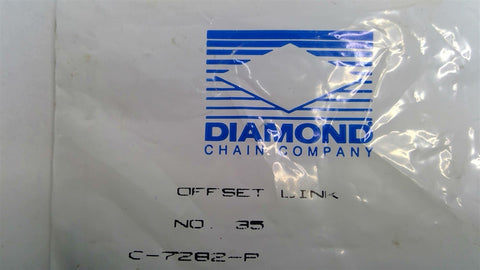 DIAMOND
CHAIN COMPANY
OFFSET LINK
NO. 35
C-7282-P